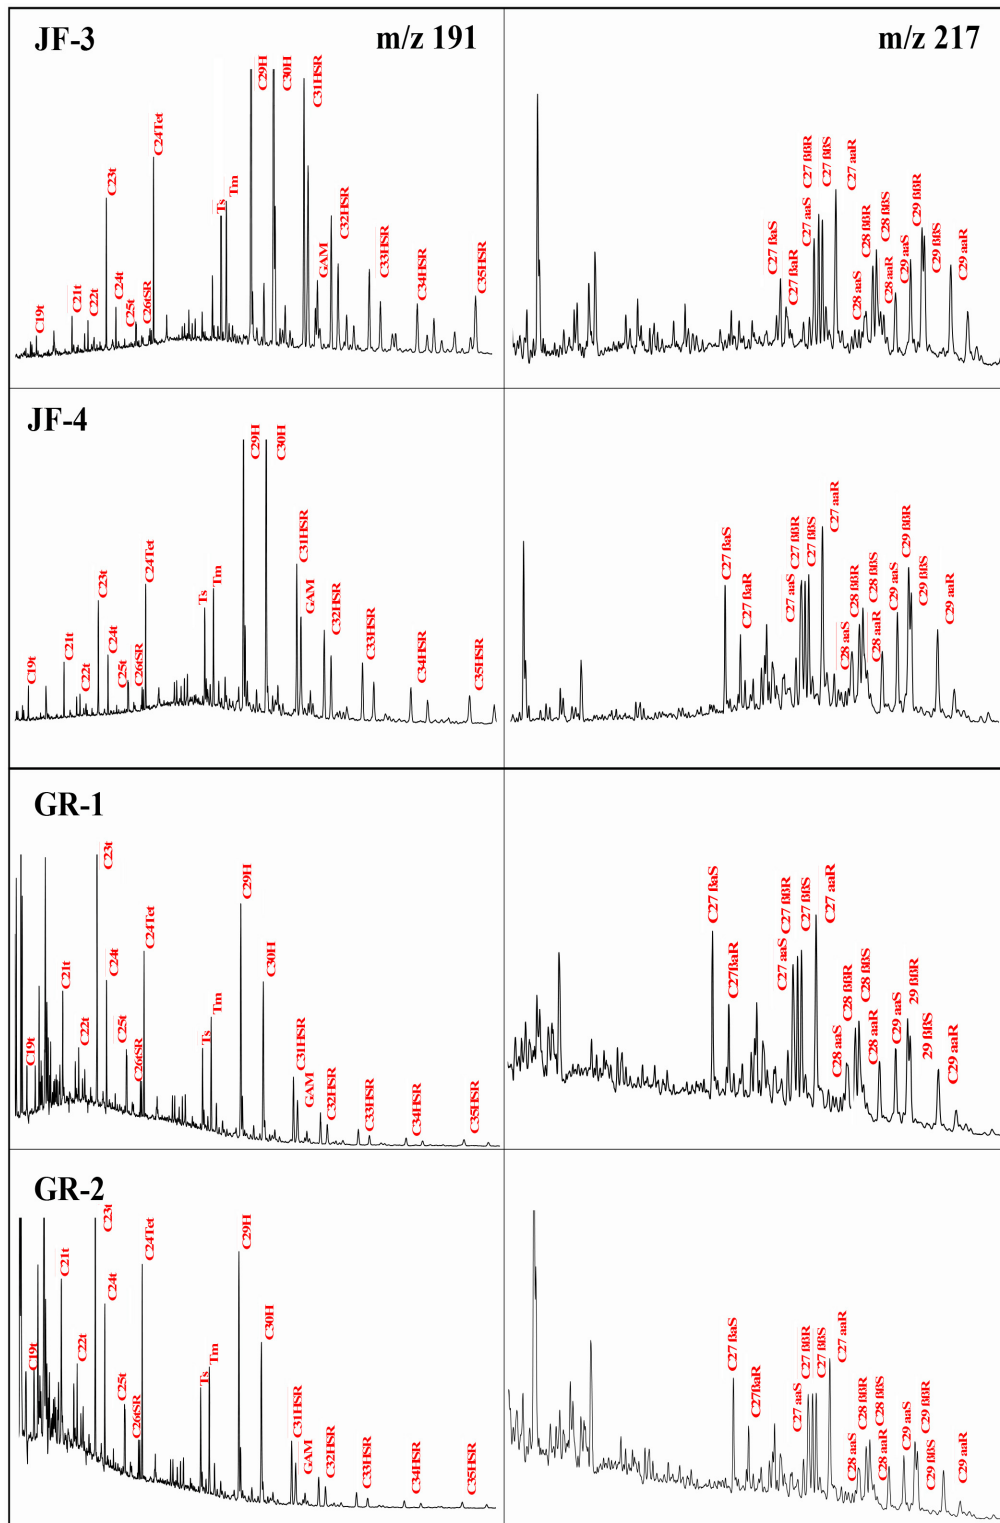 JF-3
m/z 191
m/z 217
C19t
C21t
C22t
C23t
C24t
C25t
C26tSR
C24Tet
Ts
Tm
C29H
C30H
C31HSR
GAM
C32HSR
C33HSR
C34HSR
C35HSR
C27 βaS
C27 βaR
C27 aaS
C27 ββR
C27 ββS
C27 aaR
C28 aaS
C28 ββR
C28 ββS
C28 aaR
C29 aaS
C29 ββR
C29 ββS
C29 aaR
JF-4
C19t
C21t
C22t
C23t
C24t
C25t
C26tSR
C24Tet
Ts
Tm
C29H
C30H
C31HSR
GAM
C32HSR
C33HSR
C34HSR
C35HSR
C27 βaS
C27 βaR
C27 aaS
C27 ββR
C27 ββS
C27 aaR
C28 aaS
C28 ββR
C28 ββS
C28 aaR
C29 aaS
C29 ββR
C29 ββS
C29 aaR
GR-1
C19t
C21t
C22t
C23t
C24t
C25t
C26tSR
C24Tet
Ts
Tm
C29H
C30H
C31HSR
GAM
C32HSR
C33HSR
C34HSR
C35HSR
C27 βaS
C27βaR
C27 aaS
C27 ββR
C27 ββS
C27 aaR
C28 aaS
C28 ββR
C28 ββS
C28 aaR
C29 aaS
29 ββR
29 ββS
C29 aaR
GR-2
C19t
C21t
C22t
C23t
C24t
C25t
C26tSR
C24Tet
Ts
Tm
C29H
C30H
C31HSR
GAM
C32HSR
C33HSR
C34HSR
C35HSR
C27 βaS
C27βaR
C27 aaS
C27 ββR
C27 ββS
C27 aaR
C28 aaS
C28 ββR
C28 ββS
C28 aaR
C29 aaS
C29 ββR
C29 ββS
C29 aaR